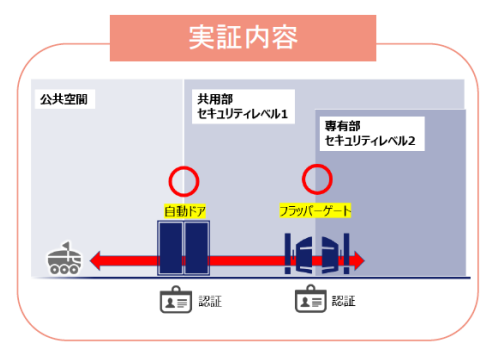 実証内容
公共空間
共用部
セキュリティレベル1
専有部
セキュリティレベル2
自動ドア
フラッパーゲート
認証
認証